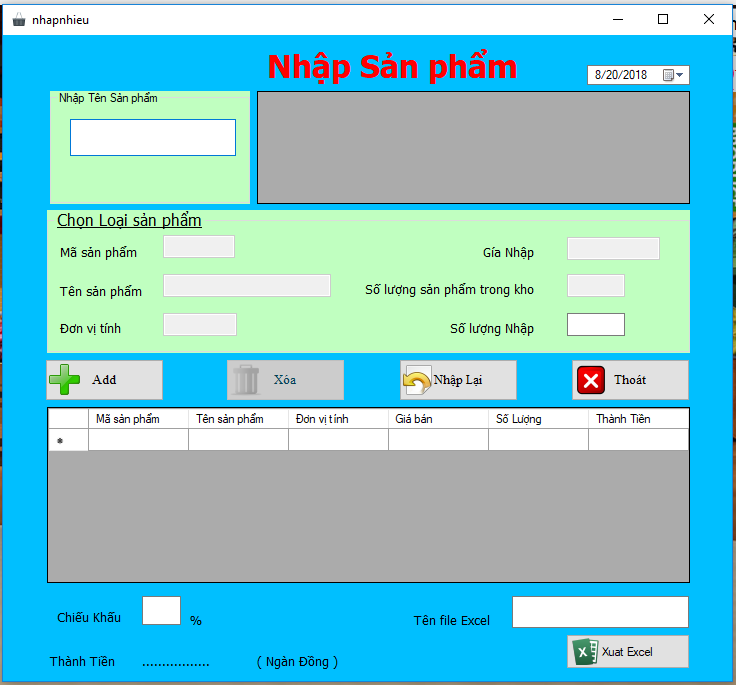 nhapnhieu
Nhập Sản phẩm
8/20/2018
Nhập Tên Sản phẩm
Chọn Loại sản phẩm
Mã sản phẩm
Gía Nhập
Tên sản phẩm
Số lượng sản phẩm trong kho
Đơn vị tính
Số lượng Nhập
Add
Xóa
Nhập Lại
Thoát
Mã sản phẩm Tên sản phẩm Đơn vị tính Giá bán Số Lượng Thành Tiền
*
Chiếu Khấu %
Tên file Excel
Xuat Excel
Thành Tiền ................. ( Ngàn Đồng )